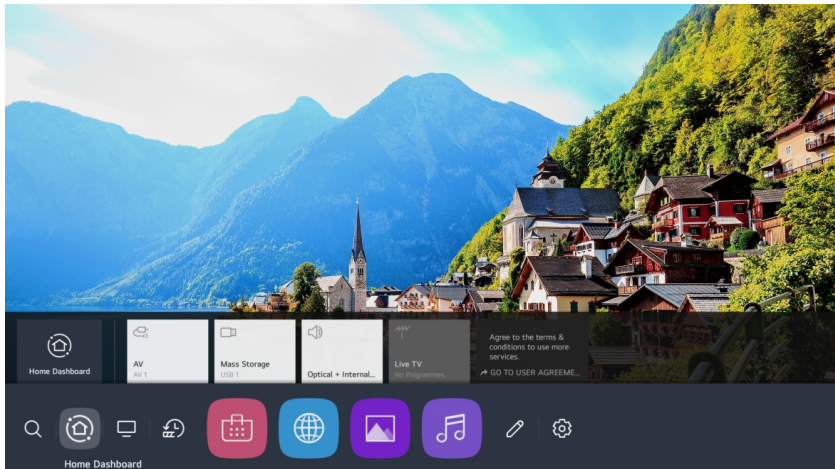 Home Dashboard
AV
AV 1
Mass Storage
USB 1
Optical + Internal...
Live TV
No Programmes
Agree to the terms &
conditions to use more
services.
GO TO USER AGREEME...
Home Dashboard